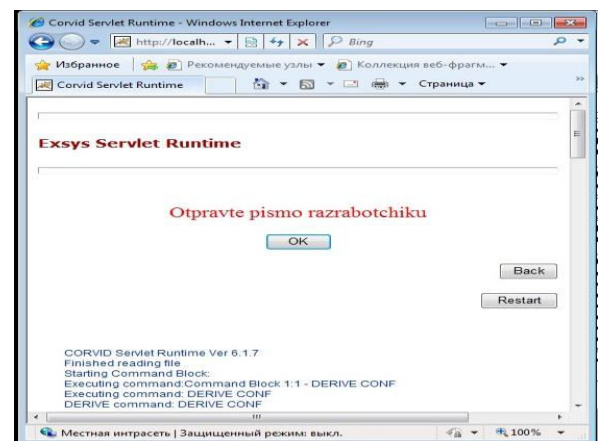 Corvid Servlet Runtime - Windows Internet Explorer
http://localh... Bing
Избранное Рекомендуемые узлы Коллекция веб-фрагм...
Corvid Servlet Runtime Страница
Exsys Servlet Runtime
Otpravte pismo razrabotchiku
OK
Back
Restart
CORVID Servlet Runtime Ver 6.1.7
Finished reading file
Starting Command Block:
Executing command:Command Block 1:1 - DERIVE CONF
Executing command: DERIVE CONF
DERIVE command: DERIVE CONF
Местная интрасеть | Защищенный режим: выкл. 100%